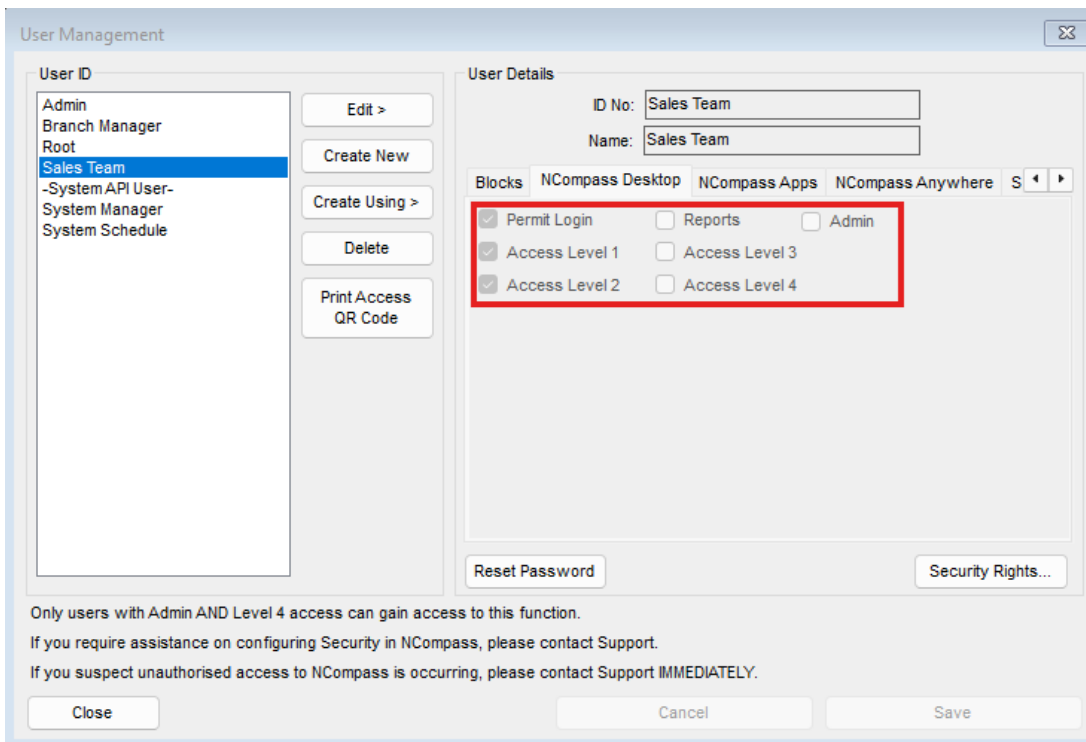 User Management
User ID
Admin
Branch Manager
Root
Sales Team
-System API User-
System Manager
System Schedule
Edit >
Create New
Create Using >
Delete
Print Access
QR Code
User Details
ID No: Sales Team
Name: Sales Team
Blocks NCompass Desktop NCompass Apps NCompass Anywhere S
Permit Login Reports Admin
Access Level 1 Access Level 3
Access Level 2 Access Level 4
Reset Password Security Rights...
Only users with Admin AND Level 4 access can gain access to this function.
If you require assistance on configuring Security in NCompass, please contact Support.
If you suspect unauthorised access to NCompass is occurring, please contact Support IMMEDIATELY.
Close Cancel Save